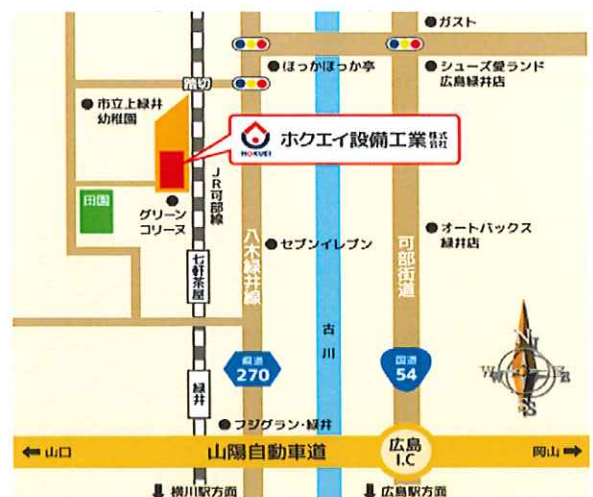 ガスト
ほっかほっか亭
シューズ愛ランド
広島緑井店
踏切
市立上緑井
幼稚園
HOKUEI
ホクエイ設備工業株式会社
JR可部線
田園
グリーン
コリーヌ
八木緑井線
セブンイレブン
可部街道
オートバックス
緑井店
七軒茶屋
古川
N
W
E
S
県道
270
国道
54
緑井
フジグラン・緑井
←山口
山陽自動車道
広島
I.C
岡山➡
⬇横川駅方面
⬇広島駅方面